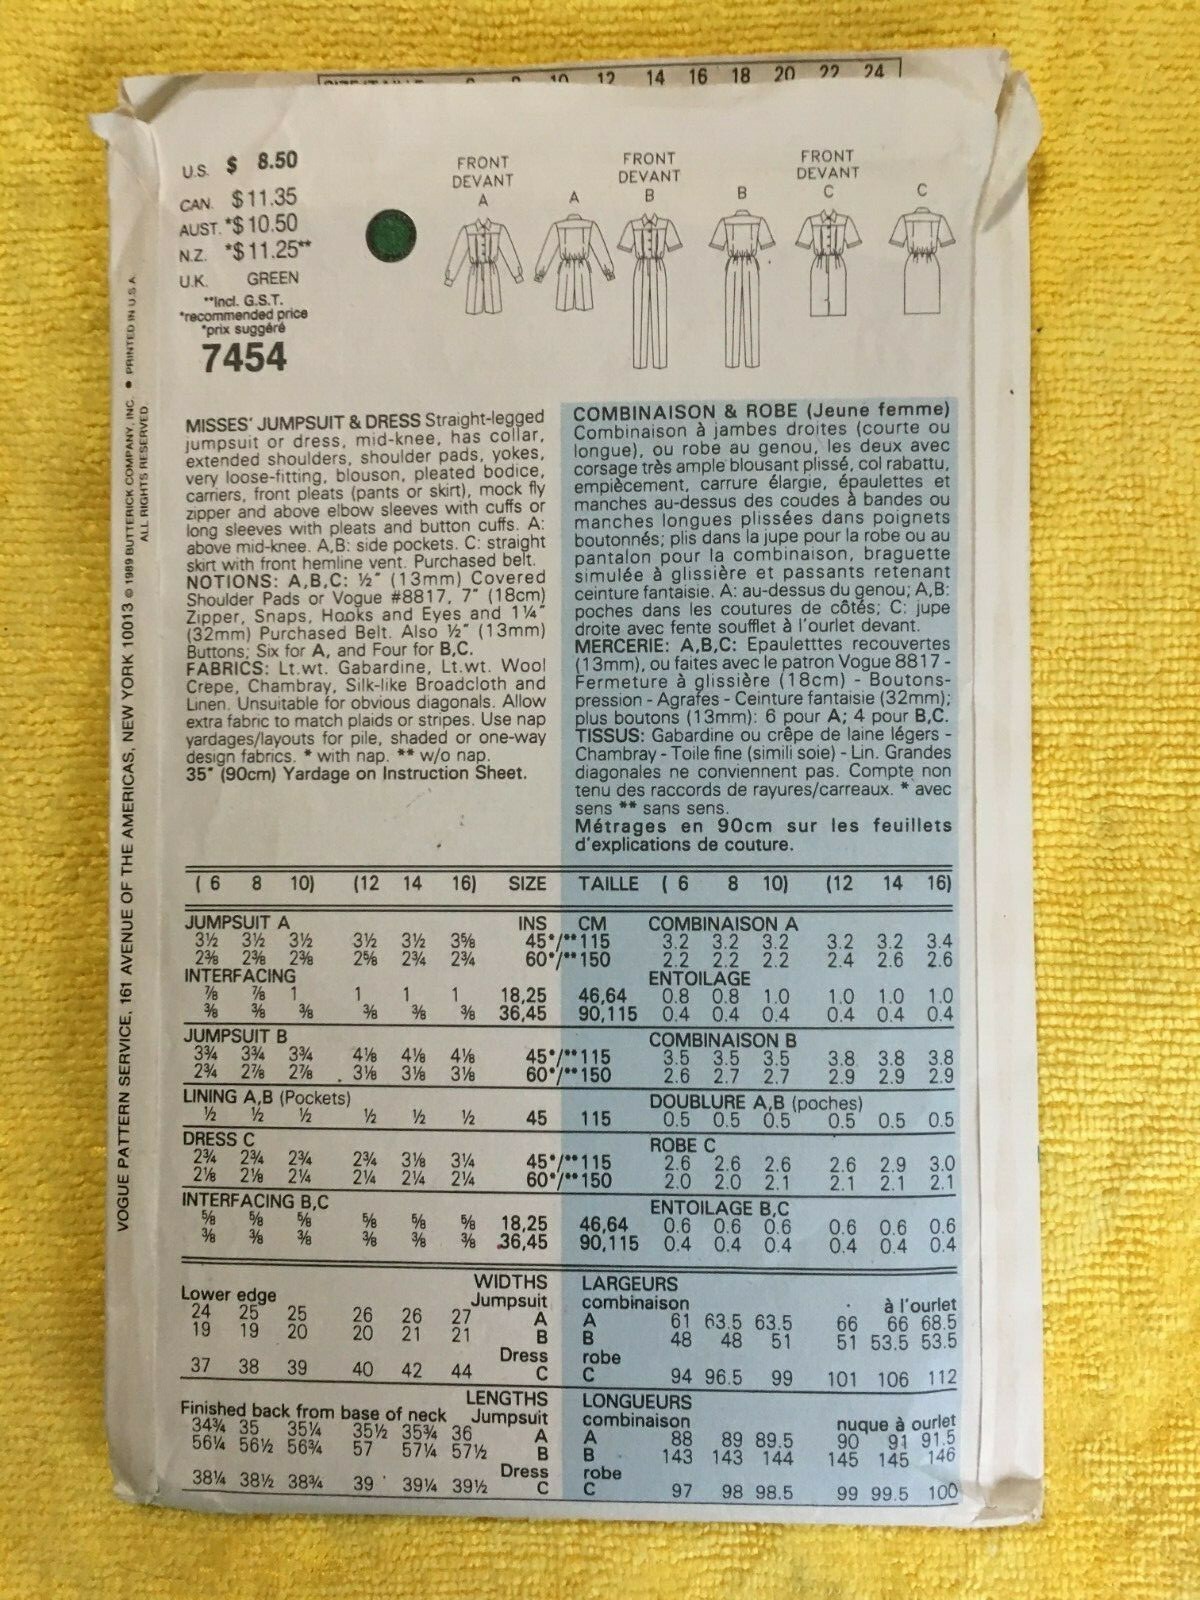 10 12 14 16 18 20 22 24
U.S. $ 8.50
CAN. $11.35
AUST. *$10.50
N.Z. *$11.25**
U.K. GREEN
**Incl. G.S.T.
*recommended price
*prix suggéré
7454
FRONT
DEVANT
A
A
FRONT
DEVANT
B
B
FRONT
DEVANT
C
C
VOGUE PATTERN SERVICE, 161 AVENUE OF THE AMERICAS, NEW YORK 10013 © 1989 BUTTERICK COMPANY, INC. ● PRINTED IN U.S.A.
ALL RIGHTS RESERVED.
MISSES' JUMPSUIT & DRESS Straight-legged
jumpsuit or dress, mid-knee, has collar,
extended shoulders, shoulder pads, yokes,
very loose-fitting, blouson, pleated bodice,
carriers, front pleats (pants or skirt), mock fly
zipper and above elbow sleeves with cuffs or
long sleeves with pleats and button cuffs. A:
above mid-knee. A,B: side pockets. C: straight
skirt with front hemline vent. Purchased belt.
NOTIONS: A,B,C: ½" (13mm) Covered
Shoulder Pads or Vogue #8817, 7" (18cm)
Zipper, Snaps, Hooks and Eyes and 1¼"
(32mm) Purchased Belt. Also ½" (13mm)
Buttons; Six for A, and Four for B,C.
FABRICS: Lt.wt. Gabardine, Lt.wt. Wool
Crepe, Chambray, Silk-like Broadcloth and
Linen. Unsuitable for obvious diagonals. Allow
extra fabric to match plaids or stripes. Use nap
yardages/layouts for pile, shaded or one-way
design fabrics. * with nap. ** w/o nap.
35" (90cm) Yardage on Instruction Sheet.
COMBINAISON & ROBE (Jeune femme)
Combinaison à jambes droites (courte ou
longue), ou robe au genou, les deux avec
corsage très ample blousant plissé, col rabattu,
empiècement, carrure élargie, épaulettes et
manches au-dessus des coudes à bandes ou
manches longues plissées dans poignets
boutonnés; plis dans la jupe pour la robe ou au
pantalon pour la combinaison, braguette
simulée à glissière et passants retenant
ceinture fantaisie. A: au-dessus du genou; A,B:
poches dans les coutures de côtés; C: jupe
droite avec fente soufflet à l'ourlet devant.
MERCERIE: A,B,C: Epauletttes recouvertes
(13mm), ou faites avec le patron Vogue 8817 -
Fermeture à glissière (18cm) - Boutons-
pression - Agrafes - Ceinture fantaisie (32mm);
plus boutons (13mm): 6 pour A; 4 pour B,C.
TISSUS: Gabardine ou crêpe de laine légers -
Chambray - Toile fine (simili soie) - Lin. Grandes
diagonales ne conviennent pas. Compte non
tenu des raccords de rayures/carreaux. * avec
sens ** sans sens.
Métrages en 90cm sur les feuillets
d'explications de couture.
( 6 8 10) (12 14 16) SIZE TAILLE ( 6 8 10) (12 14 16)
JUMPSUIT A INS CM COMBINAISON A
3½ 3½ 3½ 3½ 3½ 3⅝ 45*/**115 3.2 3.2 3.2 3.2 3.2 3.4
2⅜ 2⅜ 2⅜ 2⅝ 2¾ 2¾ 60*/**150 2.2 2.2 2.2 2.4 2.6 2.6
INTERFACING ENTOILAGE
⅞ ⅞ 1 1 1 1 18,25 46,64 0.8 0.8 1.0 1.0 1.0 1.0
⅜ ⅜ ⅜ ⅜ ⅜ ⅜ 36,45 90,115 0.4 0.4 0.4 0.4 0.4 0.4
JUMPSUIT B COMBINAISON B
3¾ 3¾ 3¾ 4⅛ 4⅛ 4⅛ 45*/**115 3.5 3.5 3.5 3.8 3.8 3.8
2¾ 2⅞ 2⅞ 3⅛ 3⅛ 3⅛ 60*/**150 2.6 2.7 2.7 2.9 2.9 2.9
LINING A,B (Pockets) DOUBLURE A,B (poches)
½ ½ ½ ½ ½ ½ 45 115 0.5 0.5 0.5 0.5 0.5 0.5
DRESS C ROBE C
2¾ 2¾ 2¾ 2¾ 3⅛ 3¼ 45*/**115 2.6 2.6 2.6 2.6 2.9 3.0
2⅛ 2⅛ 2¼ 2¼ 2¼ 2¼ 60*/**150 2.0 2.0 2.1 2.1 2.1 2.1
INTERFACING B,C ENTOILAGE B,C
⅝ ⅝ ⅝ ⅝ ⅝ ⅝ 18,25 46,64 0.6 0.6 0.6 0.6 0.6 0.6
⅜ ⅜ ⅜ ⅜ ⅜ ⅜ 36,45 90,115 0.4 0.4 0.4 0.4 0.4 0.4
WIDTHS LARGEURS
Lower edge Jumpsuit combinaison à l'ourlet
24 25 25 26 26 27 A A 61 63.5 63.5 66 66 68.5
19 19 20 20 21 21 B B 48 48 51 51 53.5 53.5
Dress robe
37 38 39 40 42 44 C C 94 96.5 99 101 106 112
LENGTHS LONGUEURS
Finished back from base of neck Jumpsuit combinaison nuque à ourlet
34¾ 35 35¼ 35½ 35¾ 36 A A 88 89 89.5 90 91 91.5
56¼ 56½ 56¾ 57 57¼ 57½ B B 143 143 144 145 145 146
Dress robe
38¼ 38½ 38¾ 39 39¼ 39½ C C 97 98 98.5 99 99.5 100